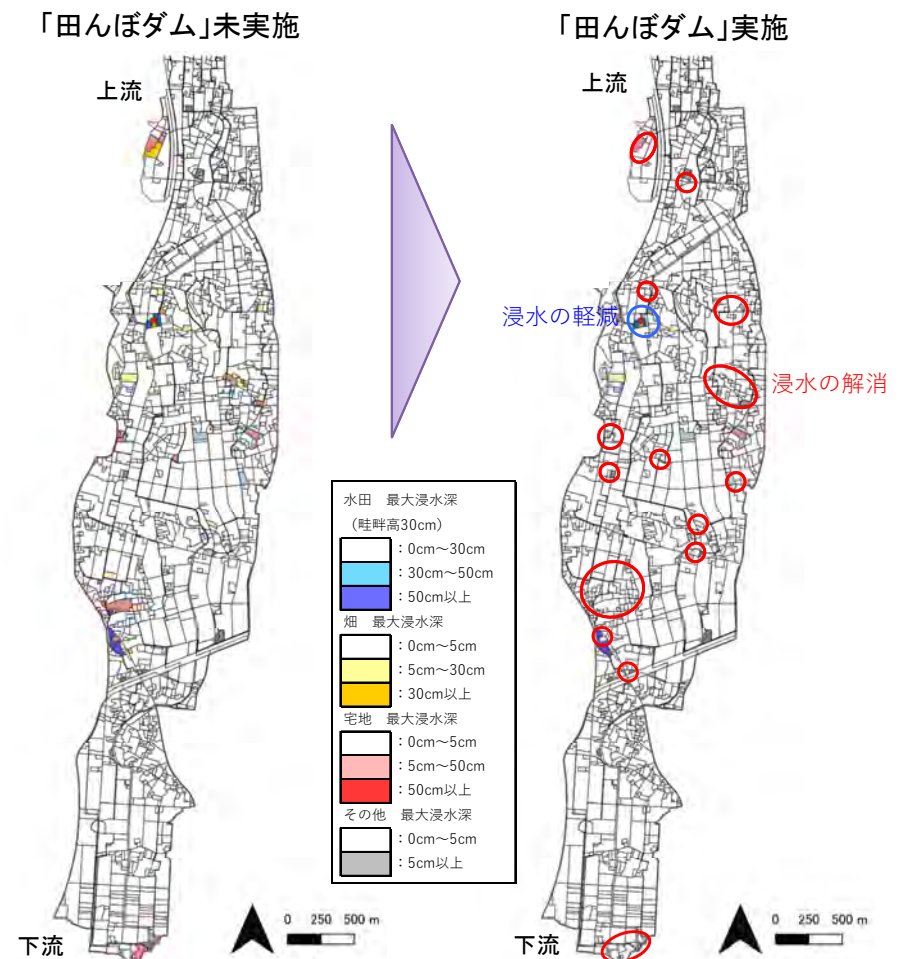 「田んぼダム」未実施
「田んぼダム」実施
上流
上流
浸水の軽減
浸水の解消
水田　最大浸水深
（畦畔高30cm）
：0cm～30cm
：30cm～50cm
：50cm以上
畑　最大浸水深
：0cm～5cm
：5cm～30cm
：30cm以上
宅地　最大浸水深
：0cm～5cm
：5cm～50cm
：50cm以上
その他　最大浸水深
：0cm～5cm
：5cm以上
下流
0 250 500 m
下流
0 250 500 m